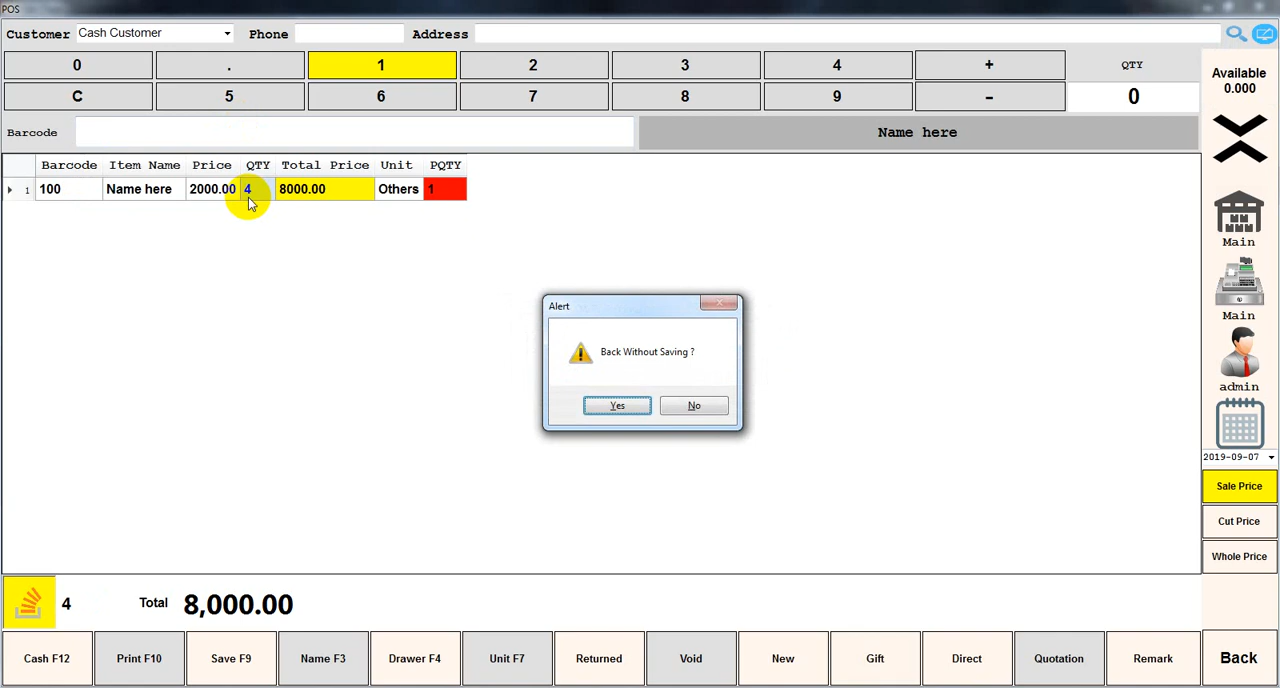 POS
Customer Cash Customer Phone Address
0 . 1 2 3 4 + QTY
C 5 6 7 8 9 - 0
Available
0.000
Barcode Name here
Barcode Item Name Price QTY Total Price Unit PQTY
1 100 Name here 2000.00 4 8000.00 Others 1
Main
Main
admin
2019-09-07
Alert
Back Without Saving ?
Yes No
Sale Price
Cut Price
Whole Price
4 Total 8,000.00
Cash F12 Print F10 Save F9 Name F3 Drawer F4 Unit F7 Returned Void New Gift Direct Quotation Remark Back